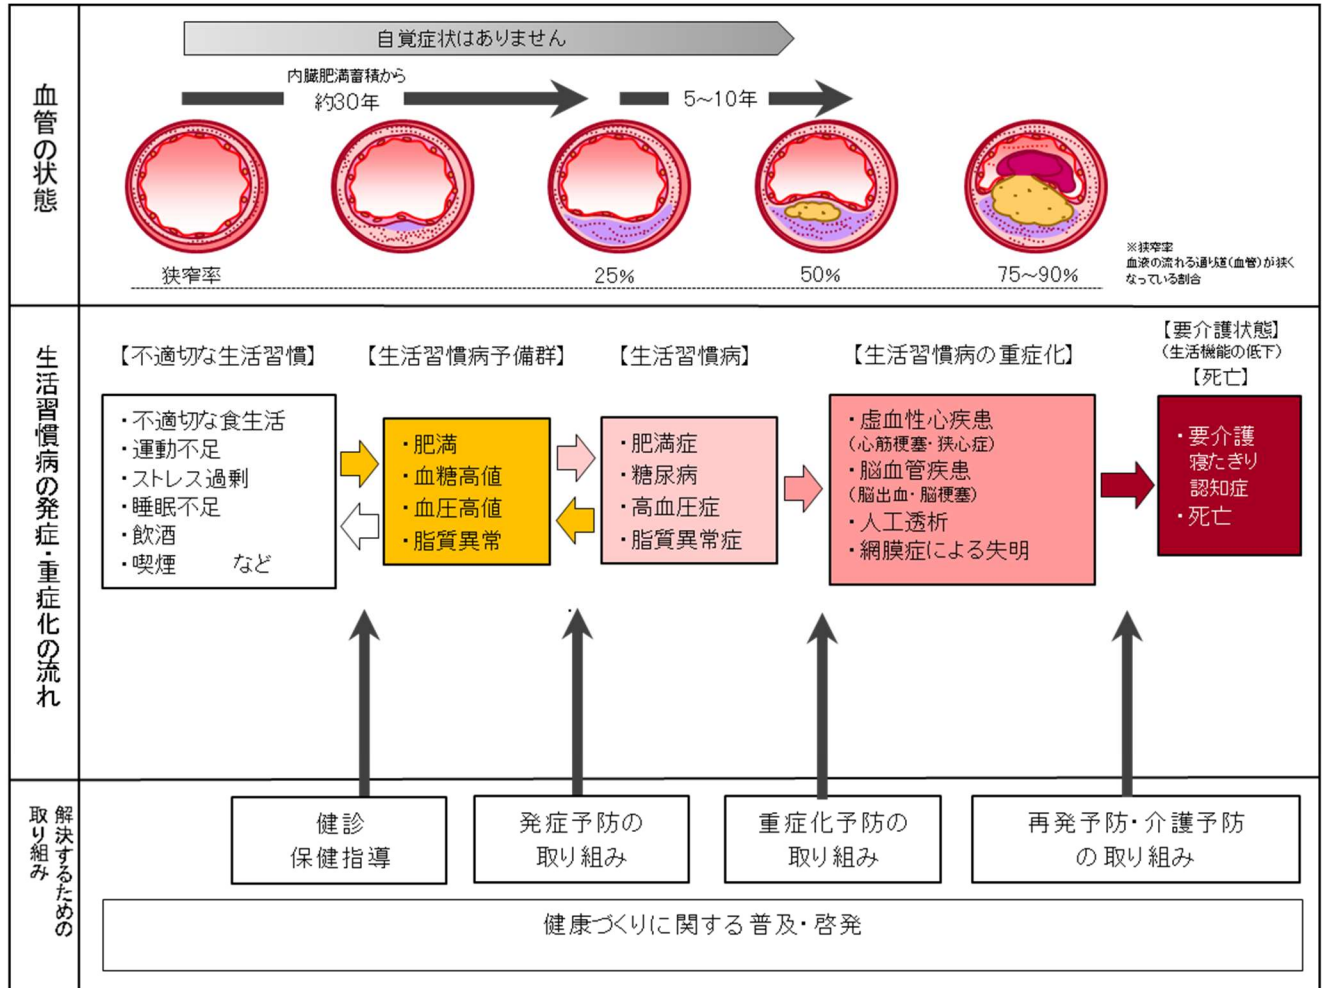 血管の状態
自覚症状はありません
内臓肥満蓄積から
約30年
5～10年
狭窄率
25%
50%
75～90%
※狭窄率
血液の流れる通り道(血管)が狭く
なっている割合
生活習慣病の発症・重症化の流れ
【不適切な生活習慣】
・不適切な食生活
・運動不足
・ストレス過剰
・睡眠不足
・飲酒
・喫煙　　など
【生活習慣病予備群】
・肥満
・血糖高値
・血圧高値
・脂質異常
【生活習慣病】
・肥満症
・糖尿病
・高血圧症
・脂質異常症
【生活習慣病の重症化】
・虚血性心疾患
(心筋梗塞・狭心症)
・脳血管疾患
(脳出血・脳梗塞)
・人工透析
・網膜症による失明
【要介護状態】
(生活機能の低下)
【死亡】
・要介護
寝たきり
認知症
・死亡
解決するための
取り組み
健診
保健指導
発症予防の
取り組み
重症化予防の
取り組み
再発予防・介護予防
の取り組み
健康づくりに関する普及・啓発